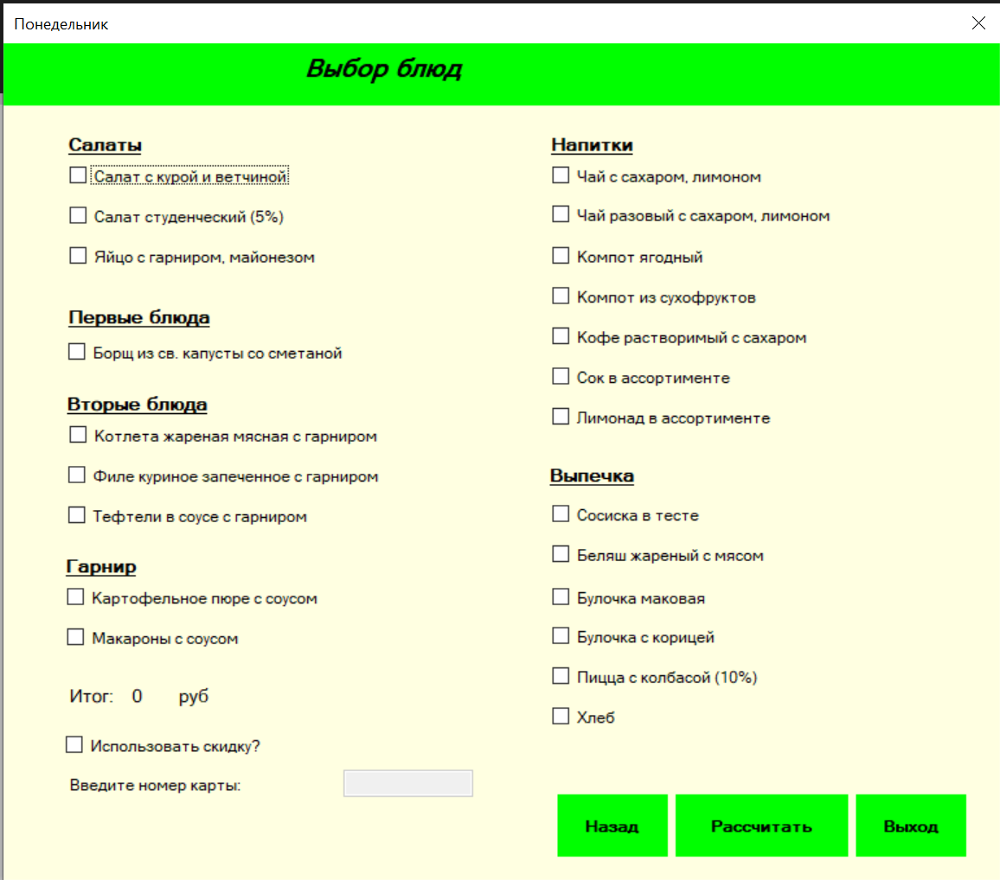 Понедельник
Выбор блюд
Салаты
Салат с курой и ветчиной
Салат студенческий (5%)
Яйцо с гарниром, майонезом
Первые блюда
Борщ из св. капусты со сметаной
Вторые блюда
Котлета жареная мясная с гарниром
Филе куриное запеченное с гарниром
Тефтели в соусе с гарниром
Гарнир
Картофельное пюре с соусом
Макароны с соусом
Итог: 0 руб
Использовать скидку?
Введите номер карты:
Напитки
Чай с сахаром, лимоном
Чай разовый с сахаром, лимоном
Компот ягодный
Компот из сухофруктов
Кофе растворимый с сахаром
Сок в ассортименте
Лимонад в ассортименте
Выпечка
Сосиска в тесте
Беляш жареный с мясом
Булочка маковая
Булочка с корицей
Пицца с колбасой (10%)
Хлеб
Назад
Рассчитать
Выход